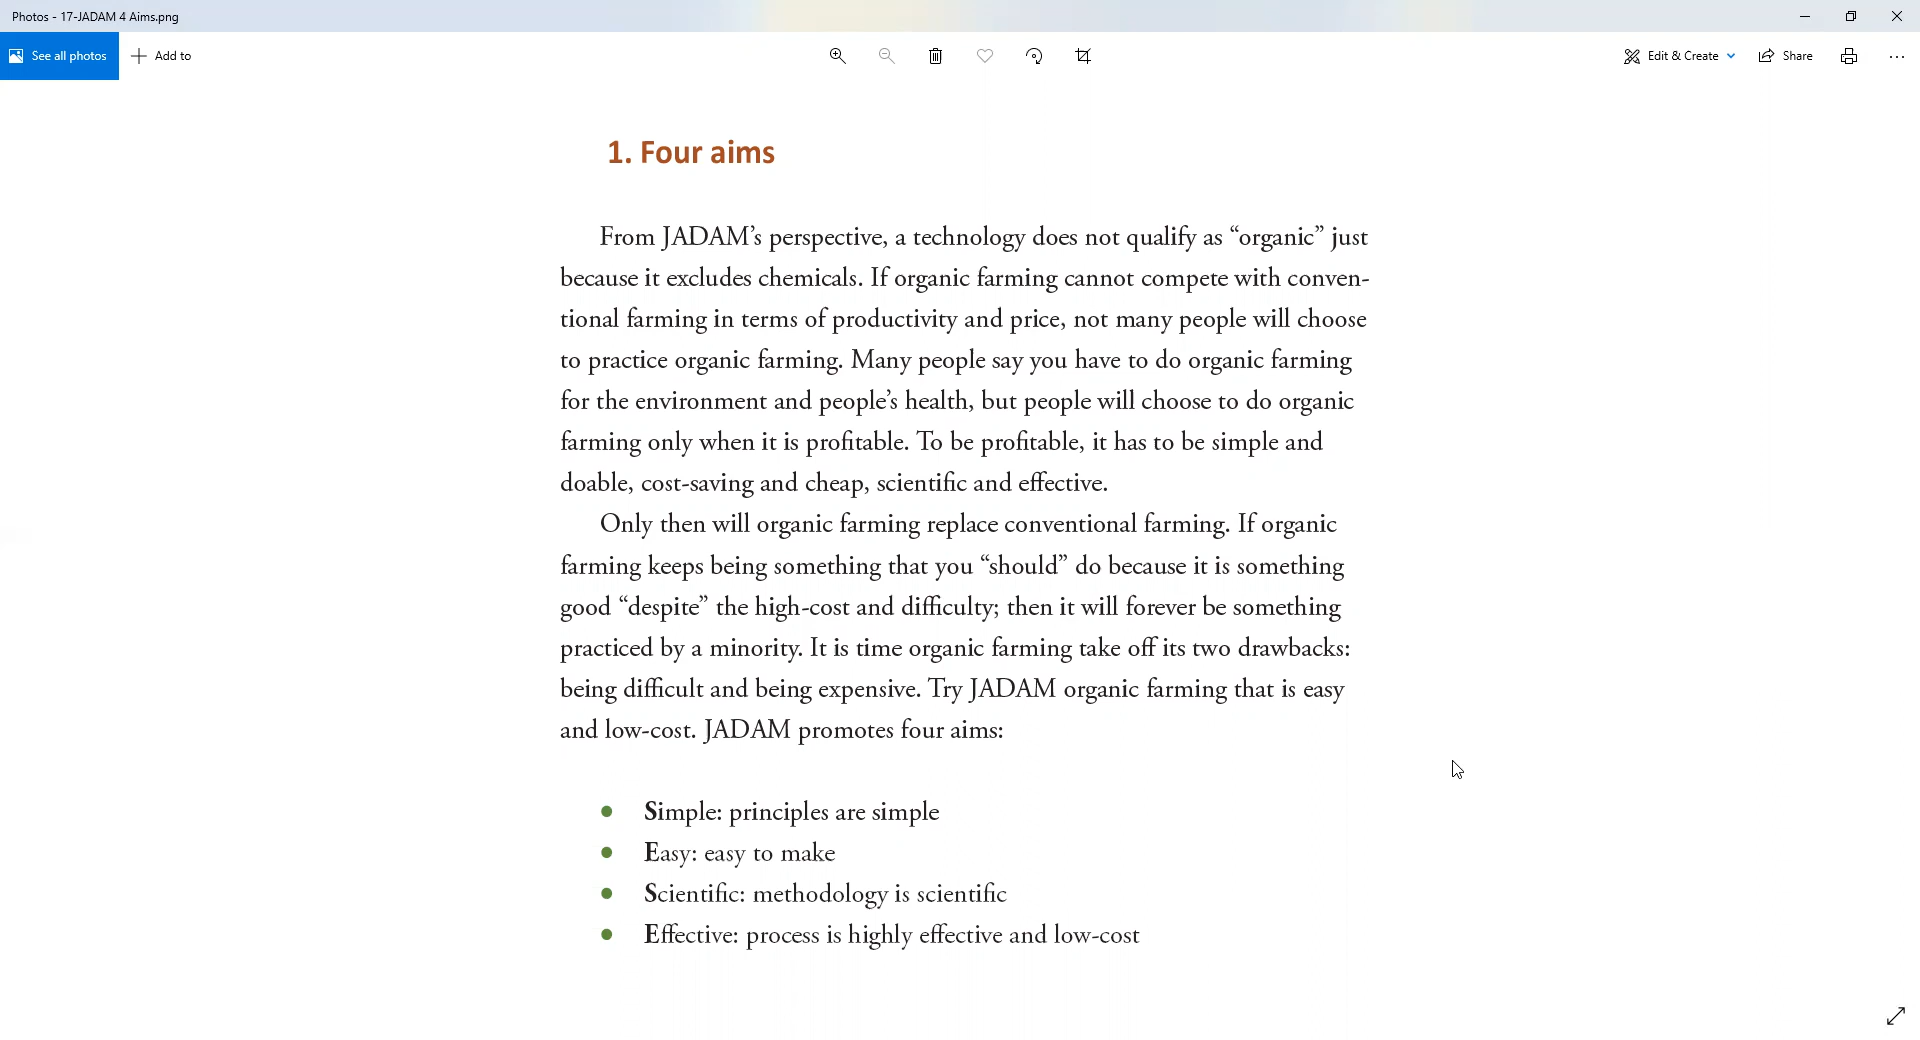 Photos - 17-JADAM 4 Aims.png
See all photos
Add to
Edit & Create
Share
1. Four aims
From JADAM’s perspective, a technology does not qualify as “organic” just
because it excludes chemicals. If organic farming cannot compete with conven-
tional farming in terms of productivity and price, not many people will choose
to practice organic farming. Many people say you have to do organic farming
for the environment and people’s health, but people will choose to do organic
farming only when it is profitable. To be profitable, it has to be simple and
doable, cost-saving and cheap, scientific and effective.
Only then will organic farming replace conventional farming. If organic
farming keeps being something that you “should” do because it is something
good “despite” the high-cost and difficulty; then it will forever be something
practiced by a minority. It is time organic farming take off its two drawbacks:
being difficult and being expensive. Try JADAM organic farming that is easy
and low-cost. JADAM promotes four aims:
• Simple: principles are simple
• Easy: easy to make
• Scientific: methodology is scientific
• Effective: process is highly effective and low-cost